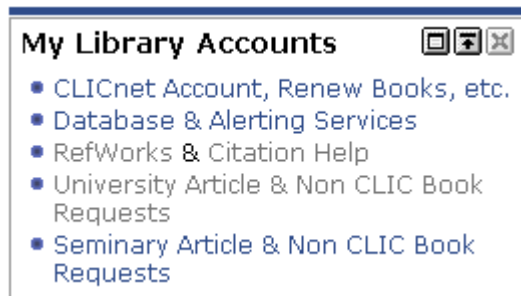 My Library Accounts
CLICnet Account, Renew Books, etc.
Database & Alerting Services
RefWorks & Citation Help
University Article & Non CLIC Book
Requests
Seminary Article & Non CLIC Book
Requests